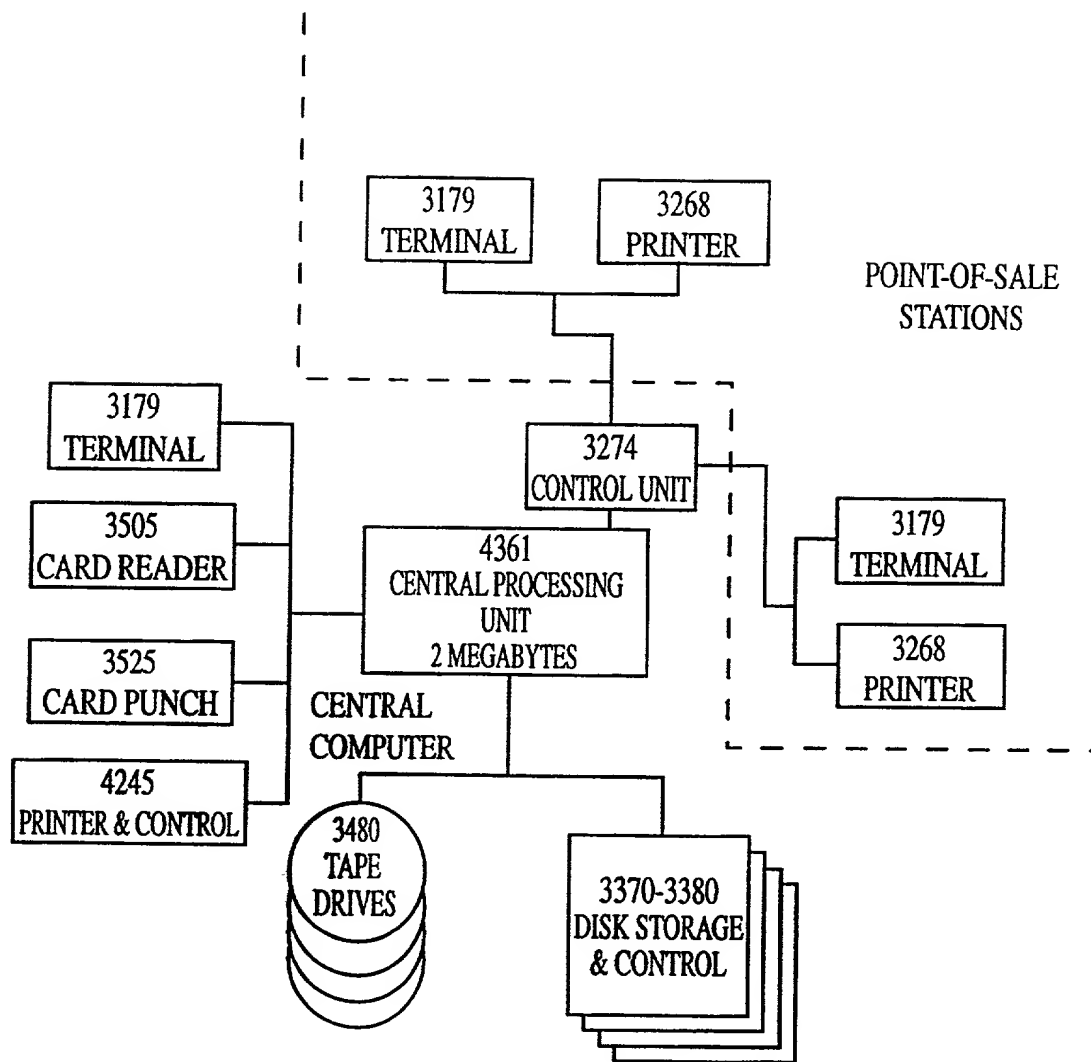 3179
TERMINAL
3268
PRINTER
POINT-OF-SALE
STATIONS
3179
TERMINAL
3274
CONTROL UNIT
3505
CARD READER
4361
CENTRAL PROCESSING
UNIT
2 MEGABYTES
3179
TERMINAL
3525
CARD PUNCH
3268
PRINTER
CENTRAL
COMPUTER
4245
PRINTER & CONTROL
3480
TAPE
DRIVES
3370-3380
DISK STORAGE
& CONTROL